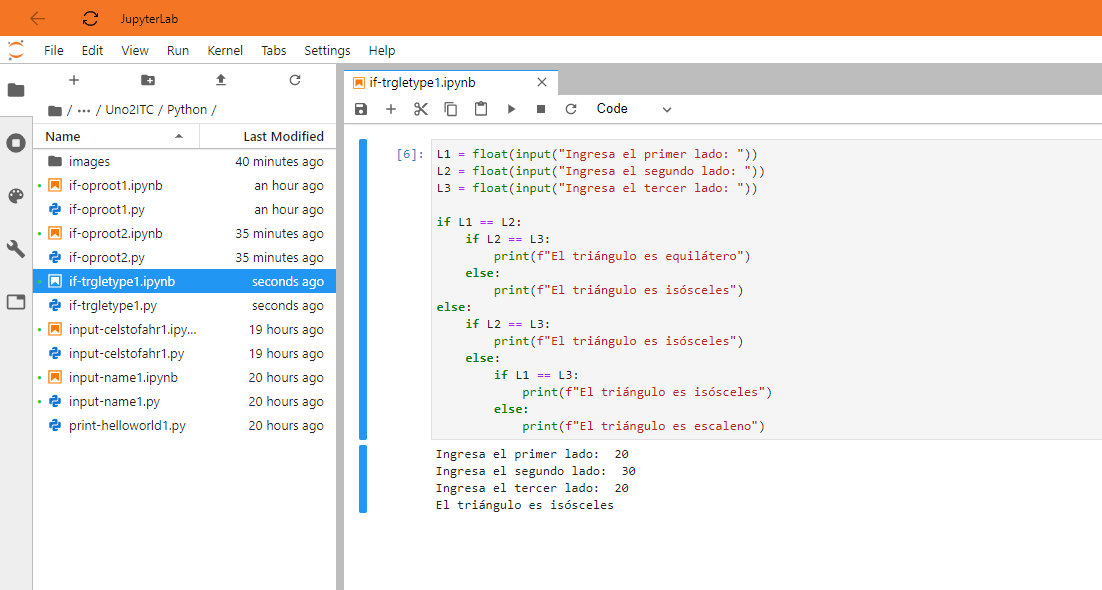 JupyterLab
File Edit View Run Kernel Tabs Settings Help
/ ··· / Uno2ITC / Python /
Name Last Modified
images 40 minutes ago
if-oproot1.ipynb an hour ago
if-oproot1.py an hour ago
if-oproot2.ipynb 35 minutes ago
if-oproot2.py 35 minutes ago
if-trgletype1.ipynb seconds ago
if-trgletype1.py seconds ago
input-celstofahr1.ipy... 19 hours ago
input-celstofahr1.py 19 hours ago
input-name1.ipynb 20 hours ago
input-name1.py 20 hours ago
print-helloworld1.py 20 hours ago
if-trgletype1.ipynb
Code
[6]: L1 = float(input("Ingresa el primer lado: "))
L2 = float(input("Ingresa el segundo lado: "))
L3 = float(input("Ingresa el tercer lado: "))
if L1 == L2:
    if L2 == L3:
        print(f"El triángulo es equilátero")
    else:
        print(f"El triángulo es isósceles")
else:
    if L2 == L3:
        print(f"El triángulo es isósceles")
    else:
        if L1 == L3:
            print(f"El triángulo es isósceles")
        else:
            print(f"El triángulo es escaleno")
Ingresa el primer lado:  20
Ingresa el segundo lado:  30
Ingresa el tercer lado:  20
El triángulo es isósceles